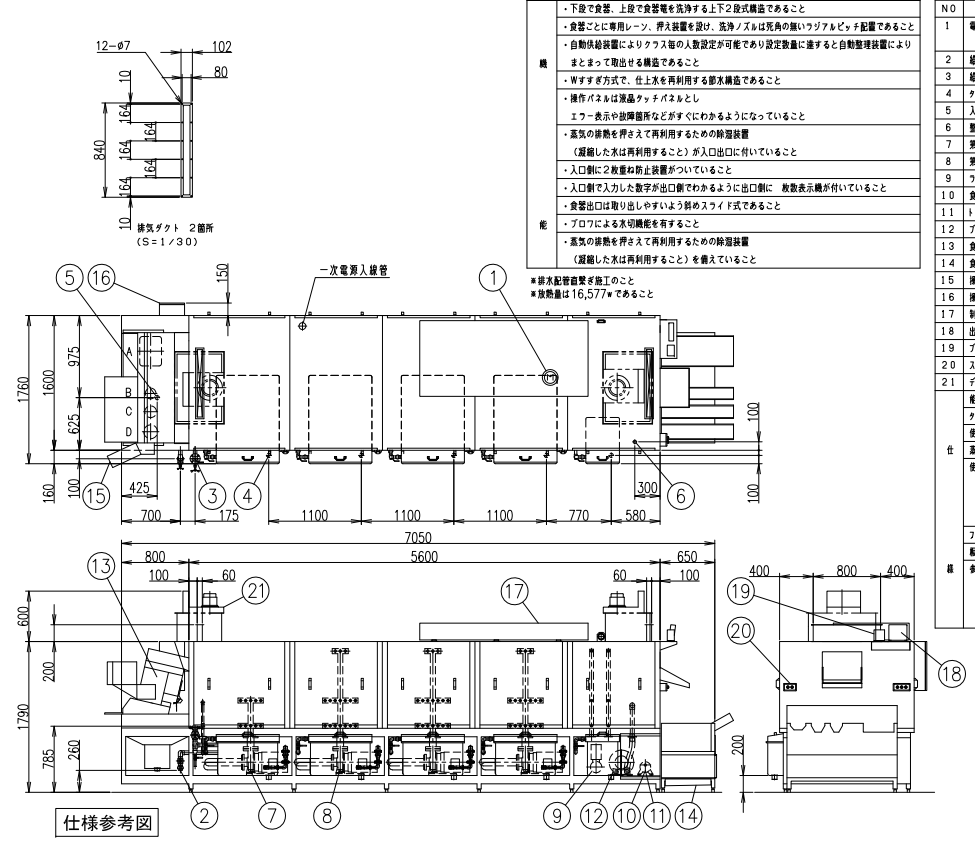 12-ø7
102
80
10
164
164
164
164
164
840
10
排気ダクト 2箇所
(S=1/30)
機
能
・下段で食器、上段で食器篭を洗浄する上下2段式構造であること
・食器ごとに専用レーン、押え装置を設け、洗浄ノズルは死角の無いラジアルピッチ配置であること
・自動供給装置によりクラス毎の人数設定が可能であり設定数量に達すると自動整理装置により
まとまって取出せる構造であること
・Wすすぎ方式で、仕上水を再利用する節水構造であること
・操作パネルは液晶タッチパネルとし
エラー表示や故障箇所などがすぐにわかるようになっていること
・蒸気の排熱を押さえて再利用するための除湿装置
(凝縮した水は再利用すること)が入口出口に付いていること
・入口側に2枚重ね防止装置がついていること
・入口側で入力した数字が出口側でわかるように出口側に 枚数表示機が付いていること
・食器出口は取り出しやすいよう斜めスライド式であること
・ブロワによる水切機能を有すること
・蒸気の排熱を押さえて再利用するための除湿装置
(凝縮した水は再利用すること)を備えていること
※排水配管直繋ぎ施工のこと
※放熱量は16,577wであること
NO
1
2
3
4
5
6
7
8
9
10
11
12
13
14
15
16
17
18
19
20
21
仕
様
5
16
150
一次電源入線管
1
1760
1600
975
625
A
B
C
D
160
100
15
425
3
4
6
300
100
100
700
175
1100
1100
1100
770
580
7050
800
5600
650
13
100
60
21
17
60
100
600
200
1790
785
260
2
7
8
9
12
10
11
14
400
800
400
19
20
18
200
仕様参考図